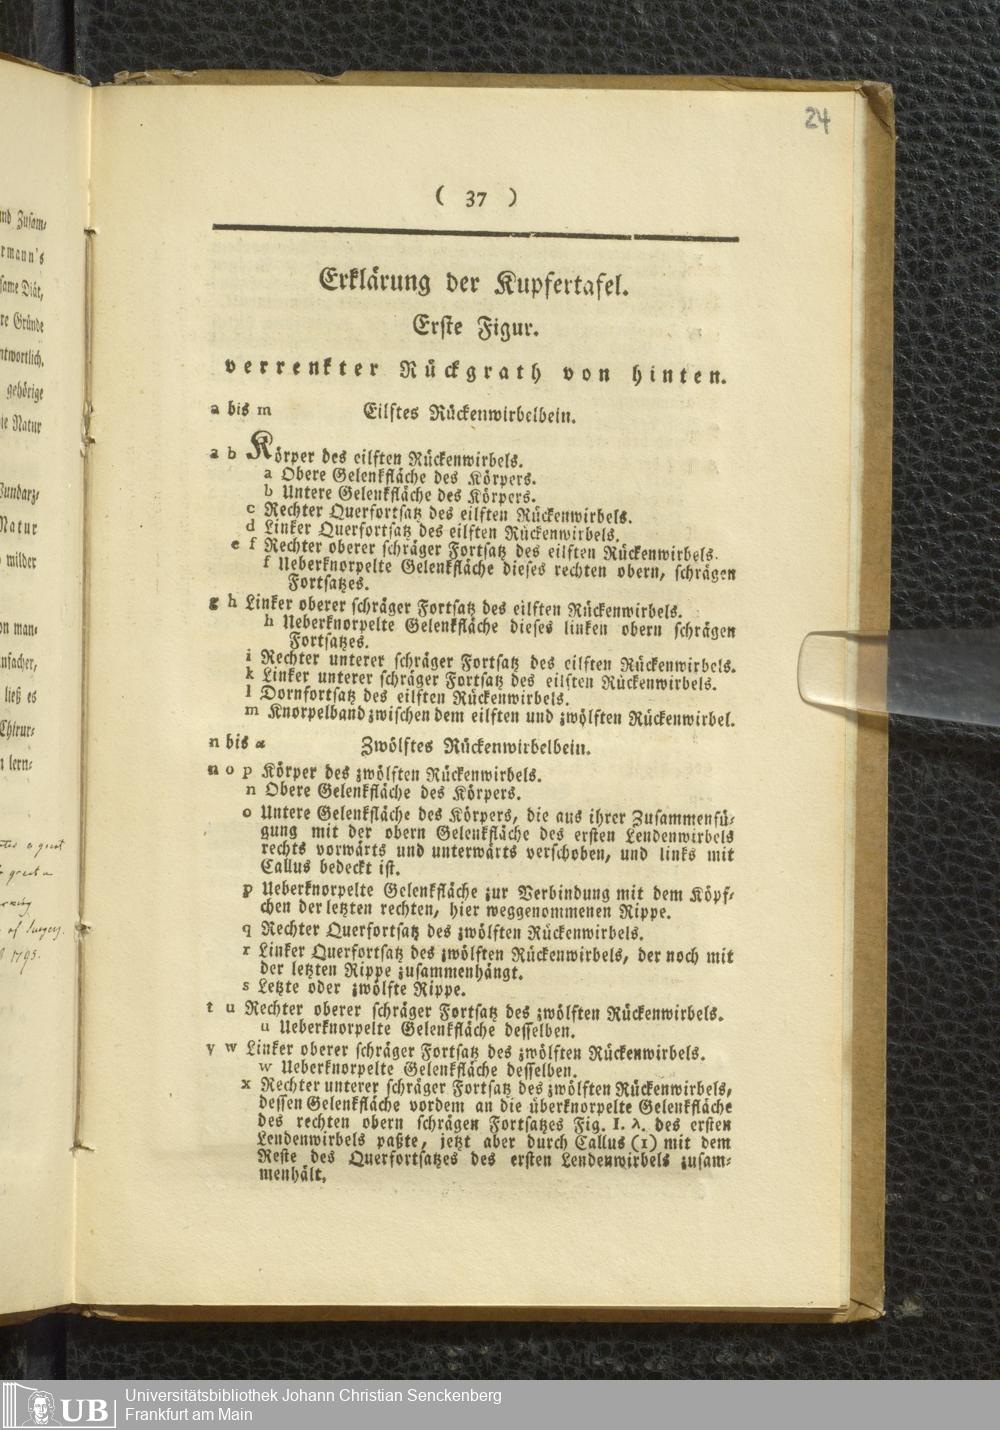 24
( 37 )
Erklärung der Kupfertafel.
Erste Figur.
verrenkter Rückgrath von hinten.
a bis m Eilftes Rückenwirbelbein.
a b Körper des eilften Rückenwirbels.
a Obere Gelenkfläche des Körpers.
b Untere Gelenkfläche des Körpers.
c Rechter Querfortsatz des eilften Rückenwirbels.
d Linker Querfortsatz des eilften Rückenwirbels.
e f Rechter oberer schräger Fortsatz des eilften Rückenwirbels.
f Ueberknorpelte Gelenkfläche dieses rechten obern, schrägen
Fortsatzes.
g h Linker oberer schräger Fortsatz des eilften Rückenwirbels.
h Ueberknorpelte Gelenkfläche dieses linken obern schrägen
Fortsatzes.
i Rechter unterer schräger Fortsatz des eilften Rückenwirbels.
k Linker unterer schräger Fortsatz des eilften Rückenwirbels.
l Dornfortsatz des eilften Rückenwirbels.
m Knorpelband zwischen dem eilften und zwölften Rückenwirbel.
n bis α Zwölftes Rückenwirbelbein.
n o p Körper des zwölften Rückenwirbels.
n Obere Gelenkfläche des Körpers.
o Untere Gelenkfläche des Körpers, die aus ihrer Zusammenfü-
gung mit der obern Gelenkfläche des ersten Lendenwirbels
rechts vorwärts und unterwärts verschoben, und links mit
Callus bedeckt ist.
p Ueberknorpelte Gelenkfläche zur Verbindung mit dem Köpf-
chen der letzten rechten, hier weggenommenen Rippe.
q Rechter Querfortsatz des zwölften Rückenwirbels.
r Linker Querfortsatz des zwölften Rückenwirbels, der noch mit
der letzten Rippe zusammenhängt.
s Letzte oder zwölfte Rippe.
t u Rechter oberer schräger Fortsatz des zwölften Rückenwirbels.
u Ueberknorpelte Gelenkfläche desselben.
v w Linker oberer schräger Fortsatz des zwölften Rückenwirbels.
w Ueberknorpelte Gelenkfläche desselben.
x Rechter unterer schräger Fortsatz des zwölften Rückenwirbels,
dessen Gelenkfläche vordem an die überknorpelte Gelenkfläche
des rechten obern schrägen Fortsatzes Fig. I. λ. des ersten
Lendenwirbels paßte, jetzt aber durch Callus (1) mit dem
Reste des Querfortsatzes des ersten Lendenwirbels zusam-
menhält,
UB
Universitätsbibliothek Johann Christian Senckenberg
Frankfurt am Main